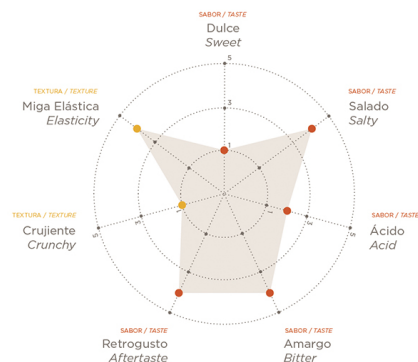 SABOR / TASTE
Dulce
Sweet
5
3
1
TEXTURA / TEXTURE
Miga Elástica
Elasticity
SABOR / TASTE
Salado
Salty
TEXTURA / TEXTURE
Crujiente
Crunchy
5
3
1
1
3
5
SABOR / TASTE
Ácido
Acid
SABOR / TASTE
Retrogusto
Aftertaste
SABOR / TASTE
Amargo
Bitter